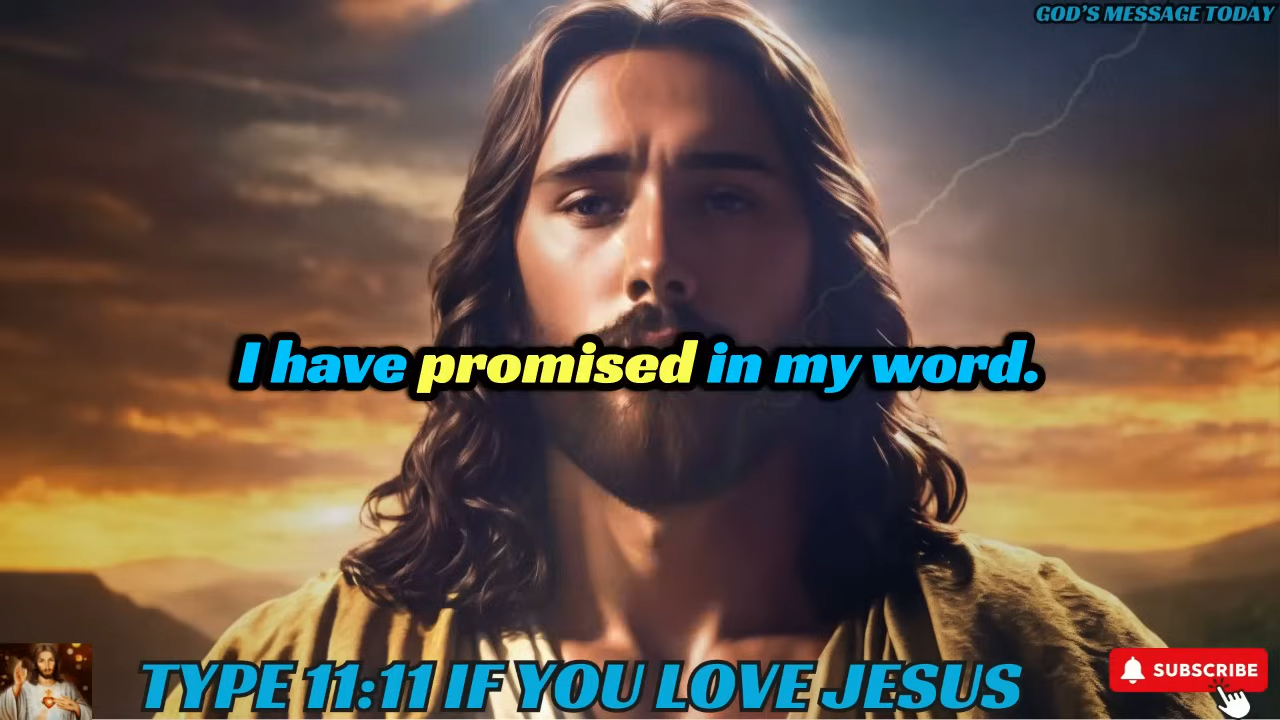 GOD'S MESSAGE TODAY
I have promised in my word.
TYPE 11:11 IF YOU LOVE JESUS
SUBSCRIBE